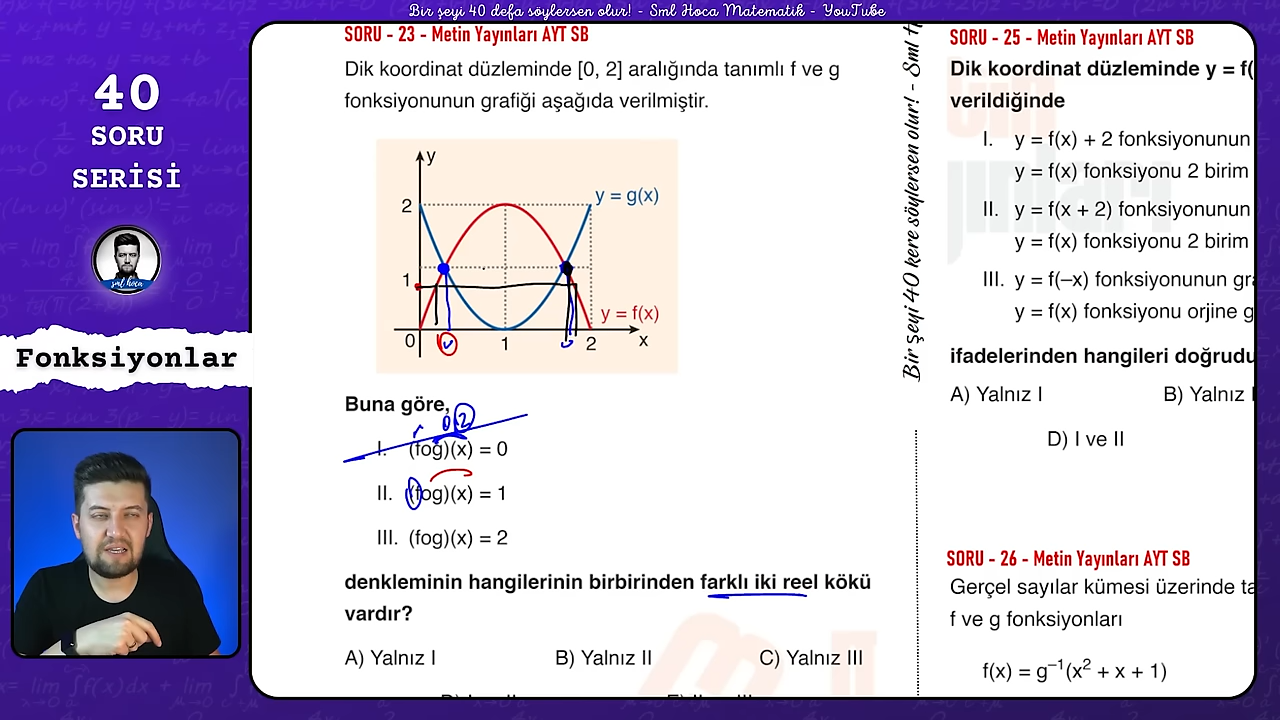 Bir şeyi 40 defa söylersen olur! - Sml Hoca Matematik - YouTube
40
SORU
SERİSİ
sml hoca
Fonksiyonlar
SORU - 23 - Metin Yayınları AYT SB
Dik koordinat düzleminde [0, 2] aralığında tanımlı f ve g
fonksiyonunun grafiği aşağıda verilmiştir.
y
2
y = g(x)
1
y = f(x)
0
1
2
x
Buna göre,
0 2
I. (fog)(x) = 0
II. (fog)(x) = 1
III. (fog)(x) = 2
denkleminin hangilerinin birbirinden farklı iki reel kökü
vardır?
A) Yalnız I B) Yalnız II C) Yalnız III
Bir şeyi 40 kere söylersen olur! - Sml
SORU - 25 - Metin Yayınları AYT SB
Dik koordinat düzleminde y = f(
verildiğinde
I. y = f(x) + 2 fonksiyonunun
y = f(x) fonksiyonu 2 birim
II. y = f(x + 2) fonksiyonunun
y = f(x) fonksiyonu 2 birim
III. y = f(–x) fonksiyonunun gra
y = f(x) fonksiyonu orjine g
ifadelerinden hangileri doğrudu
A) Yalnız I B) Yalnız I
D) I ve II
SORU - 26 - Metin Yayınları AYT SB
Gerçel sayılar kümesi üzerinde ta
f ve g fonksiyonları
f(x) = g⁻¹(x² + x + 1)